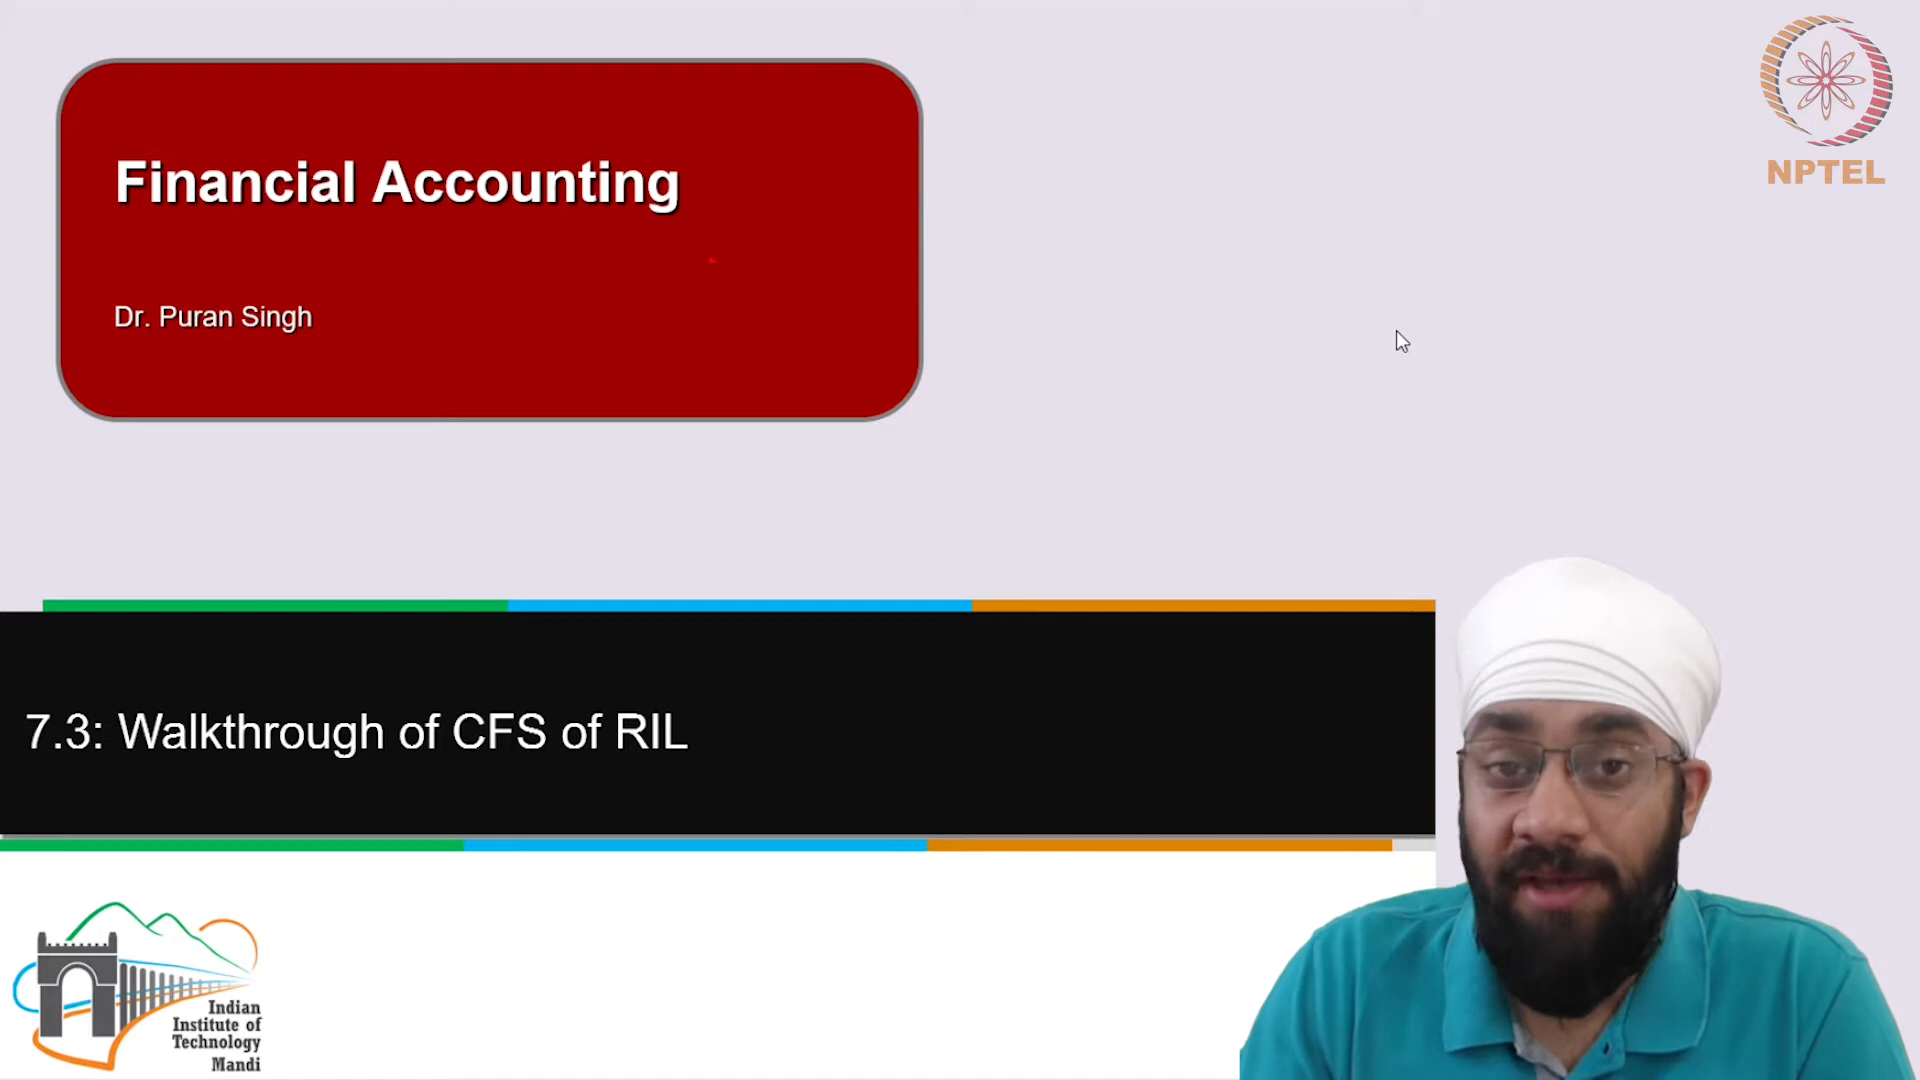 Financial Accounting
Dr. Puran Singh
NPTEL
7.3: Walkthrough of CFS of RIL
Indian
Institute of
Technology
Mandi